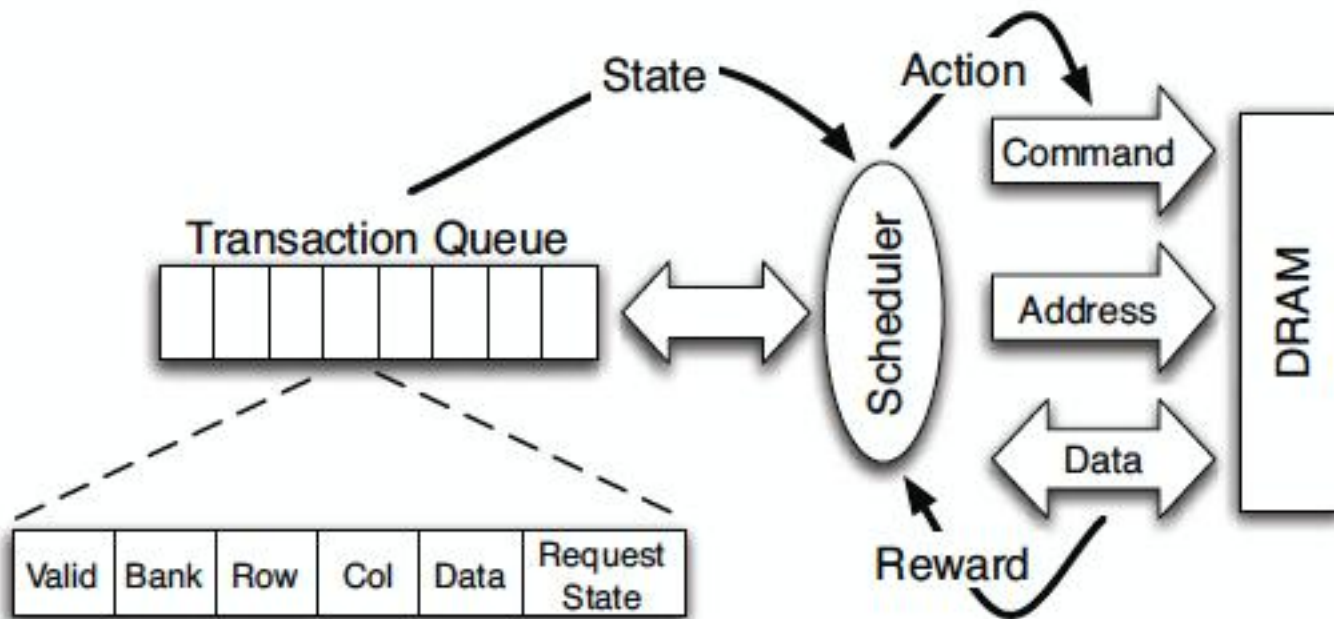 State
Action
Command
Transaction Queue
Scheduler
Address
DRAM
Data
Reward
Valid
Bank
Row
Col
Data
Request
State